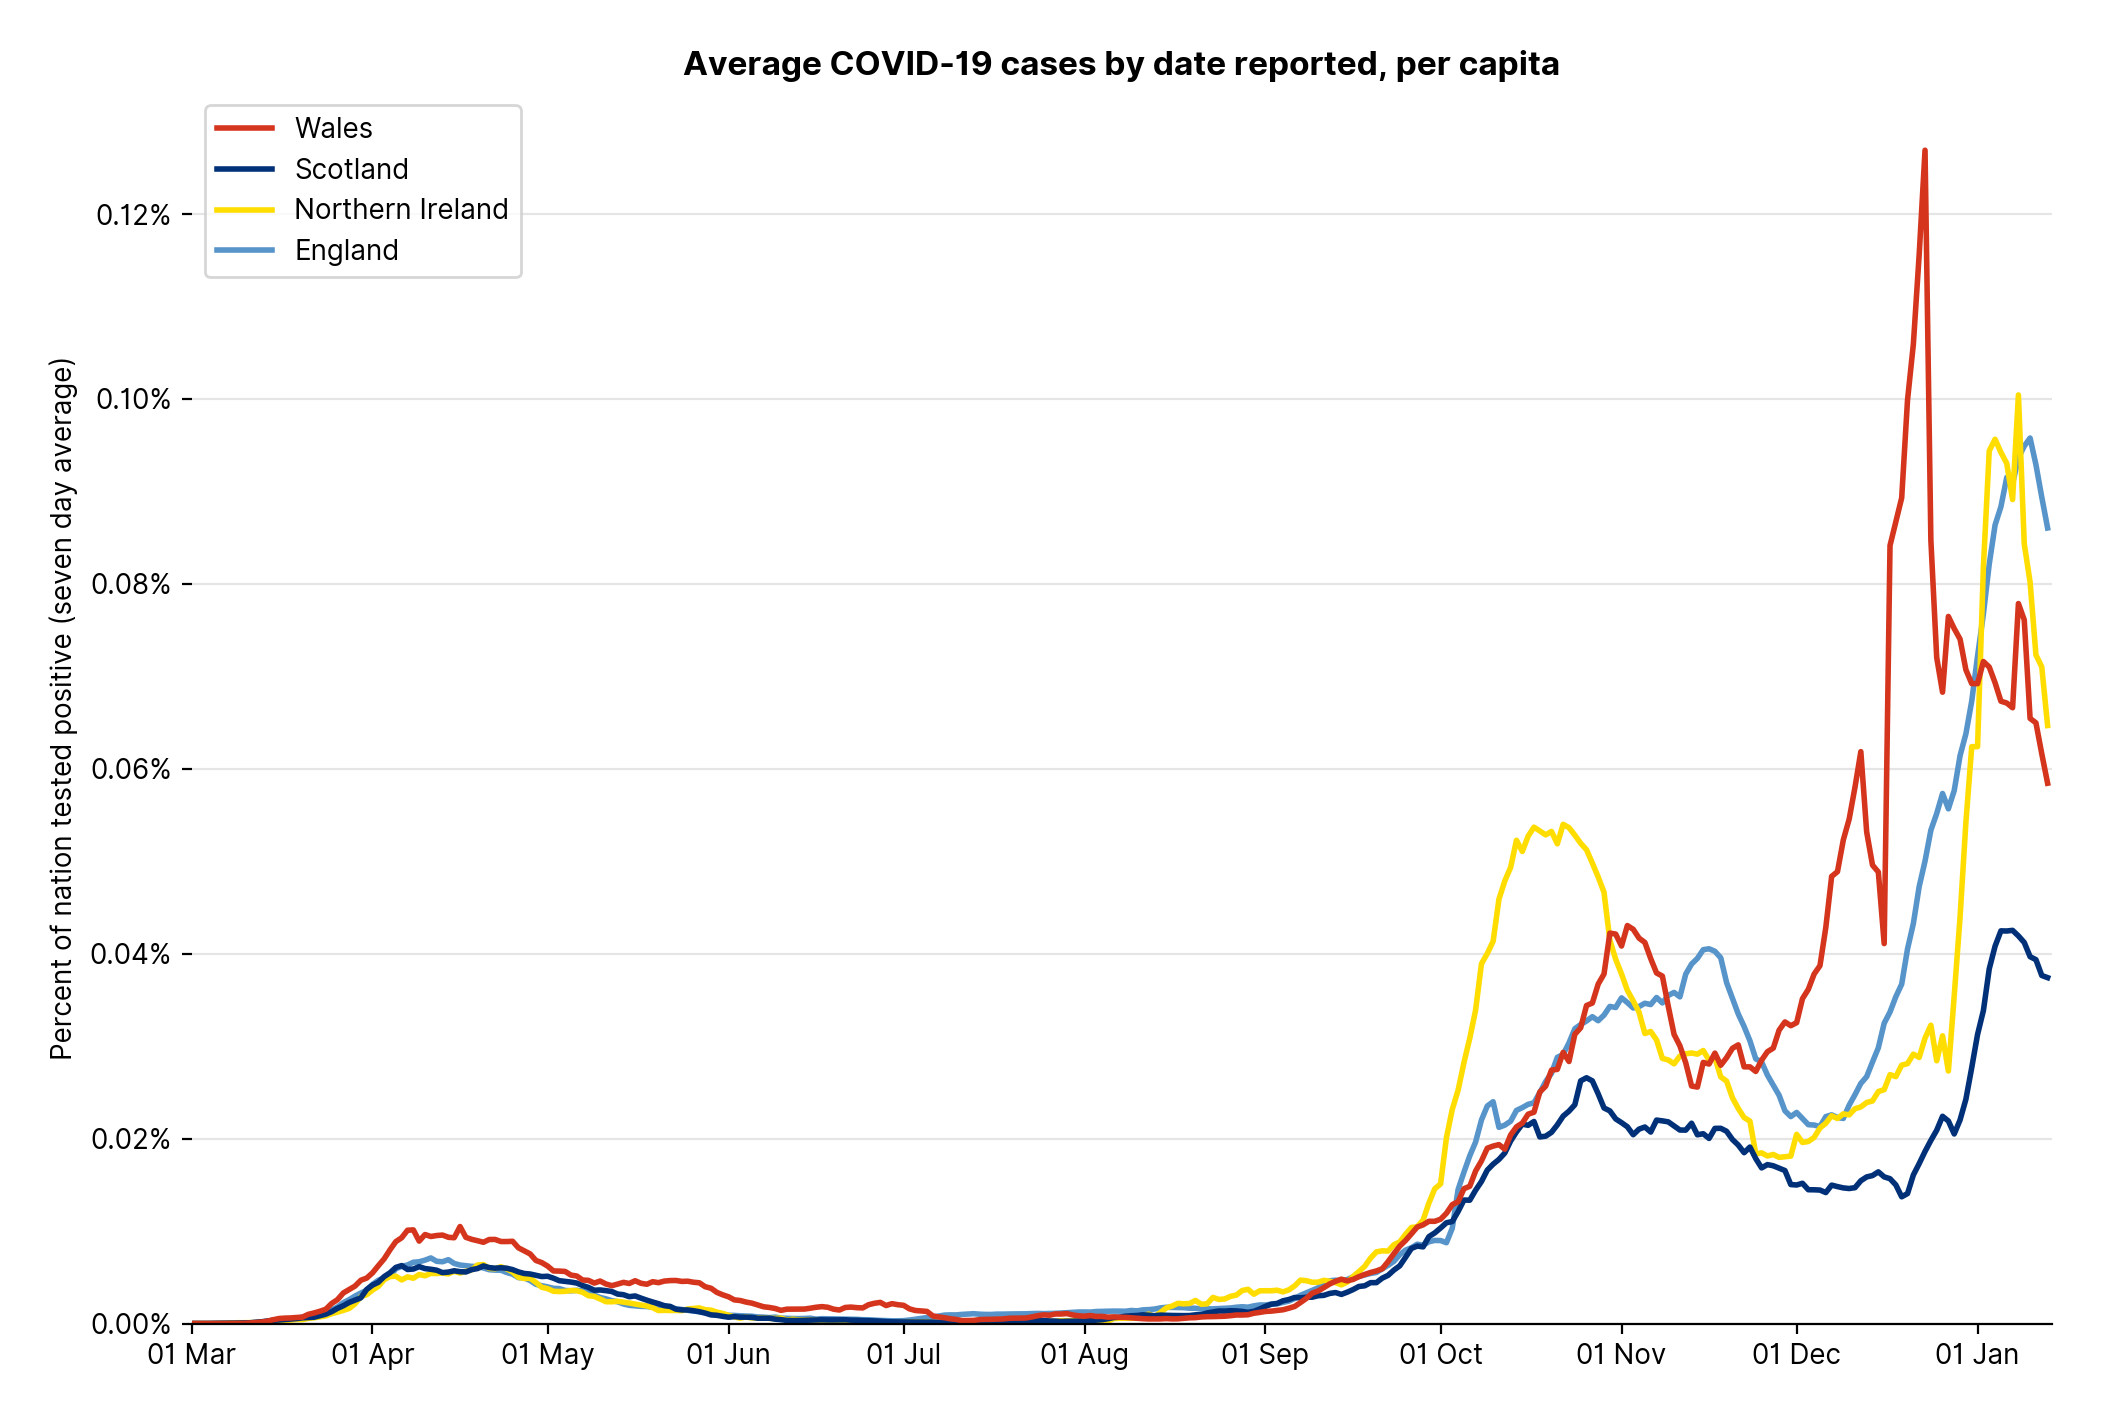 Average COVID-19 cases by date reported, per capita
Wales
Scotland
Northern Ireland
England
Percent of nation tested positive (seven day average)
0.12%
0.10%
0.08%
0.06%
0.04%
0.02%
0.00%
01 Mar 01 Apr 01 May 01 Jun 01 Jul 01 Aug 01 Sep 01 Oct 01 Nov 01 Dec 01 Jan